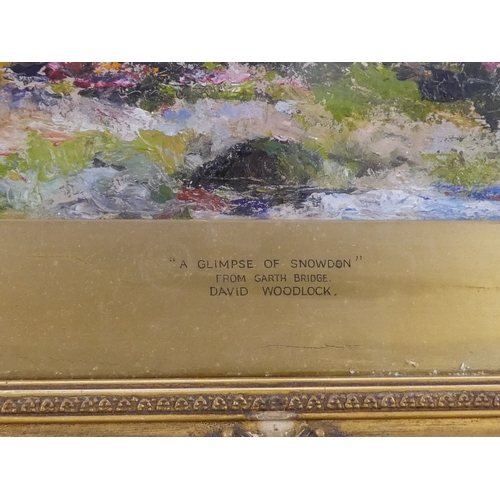 "A GLIMPSE OF SNOWDON"
FROM GARTH BRIDGE.
DAVID WOODLOCK.